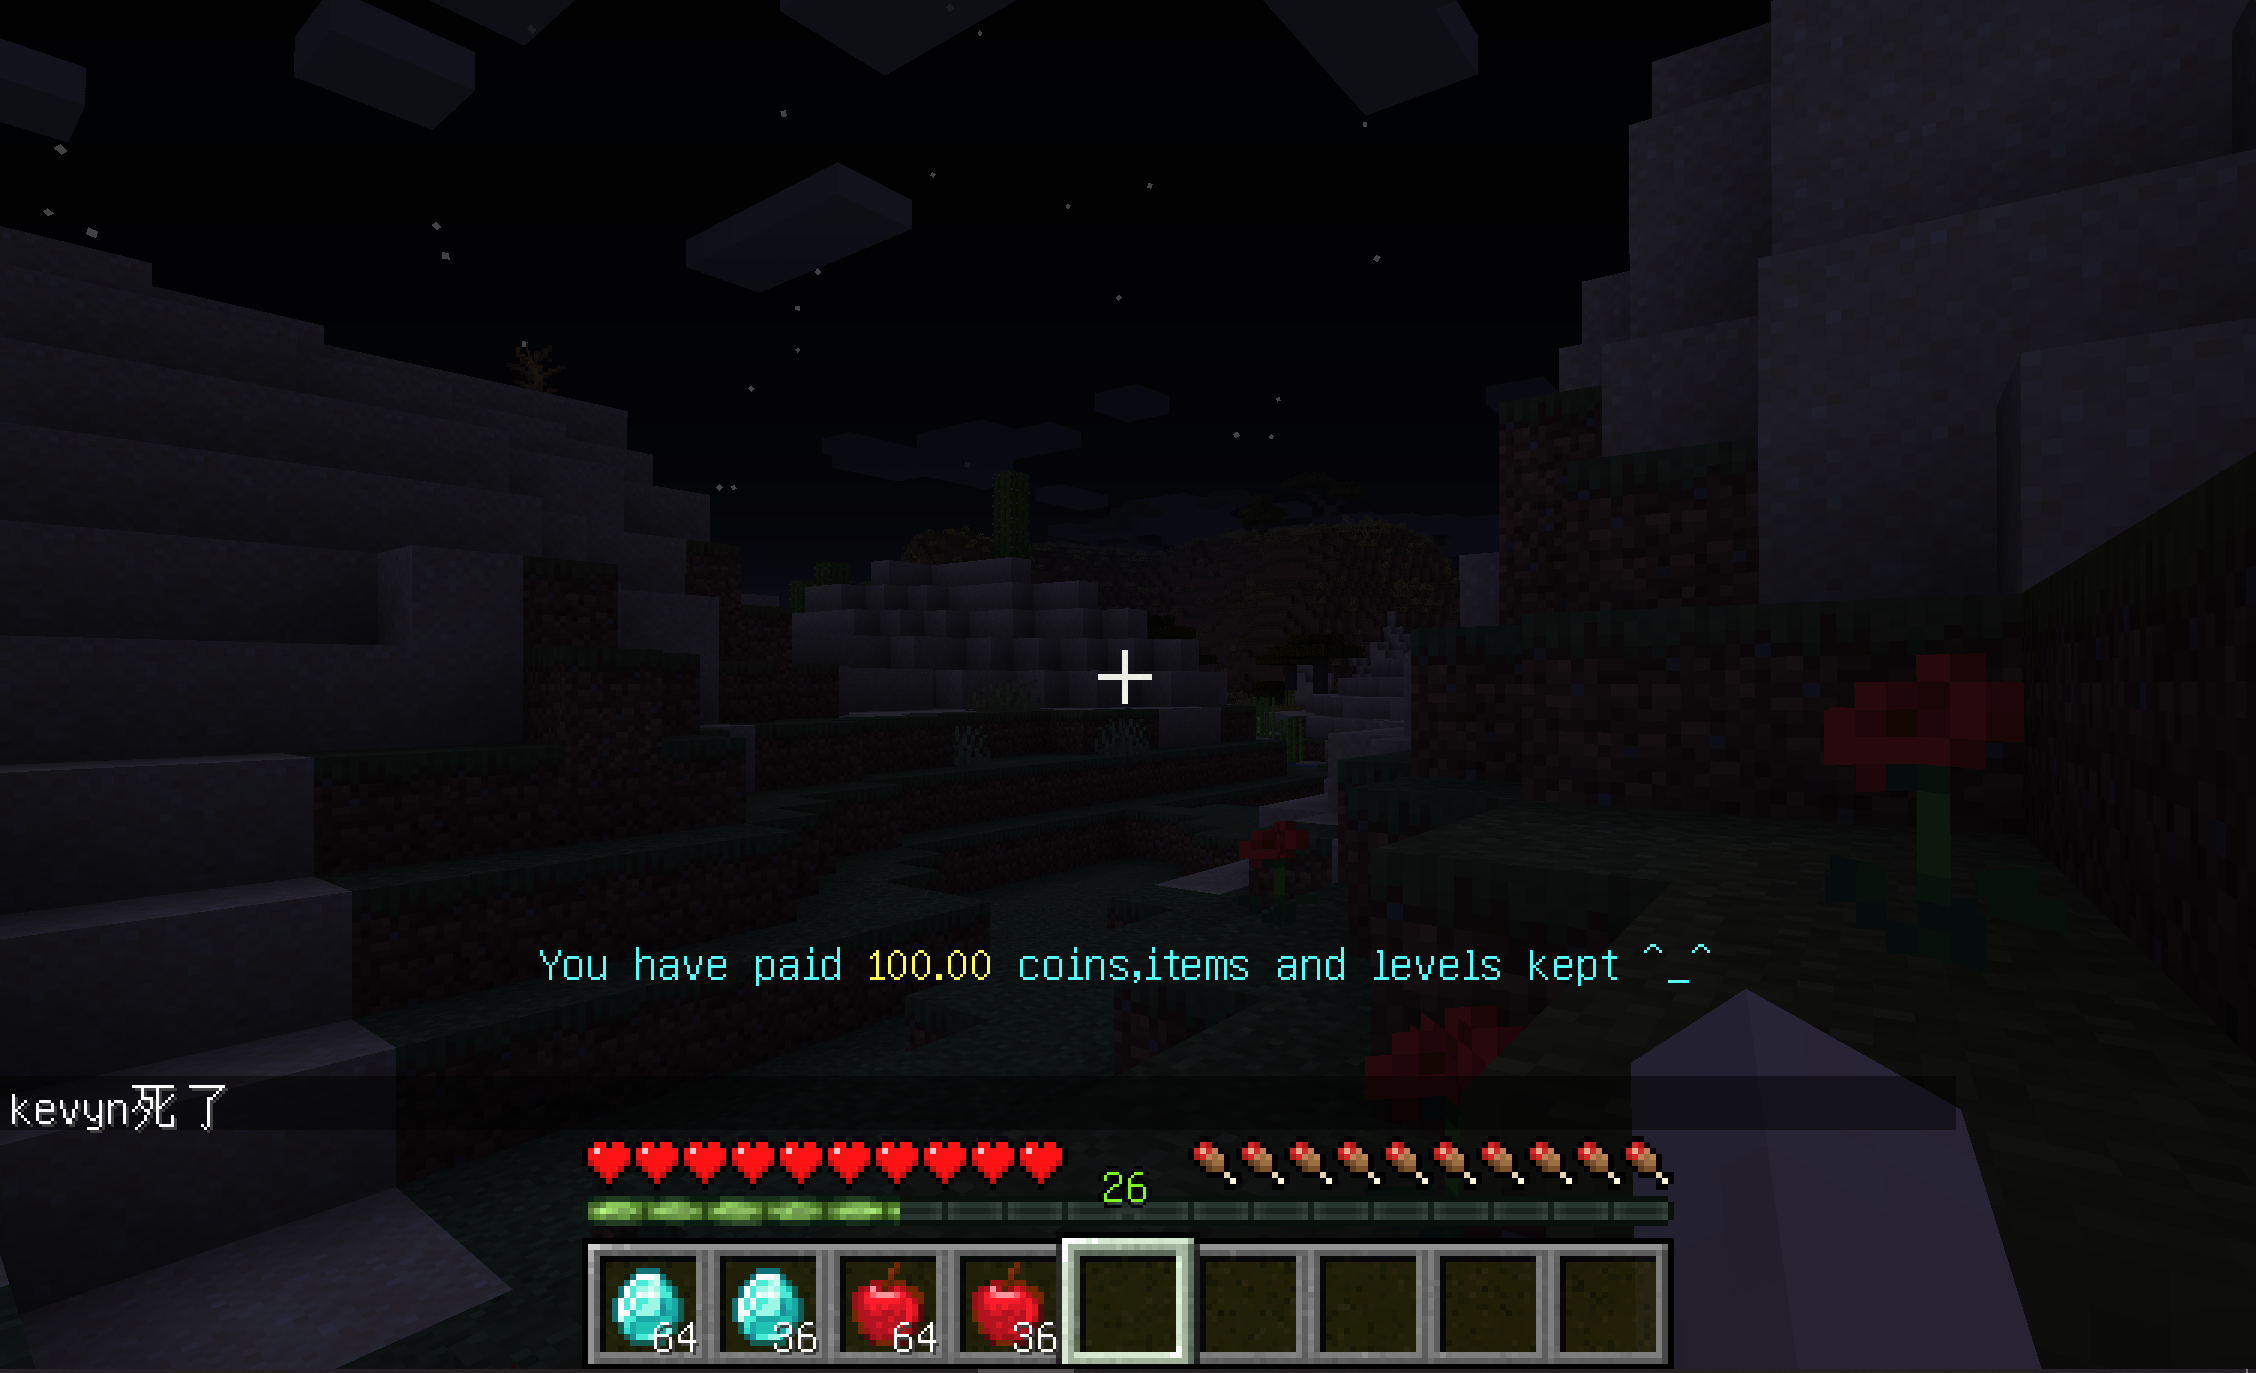 You have paid 100.00 coins,items and levels kept ^_^
kevyn死了
26
64 36 64 36